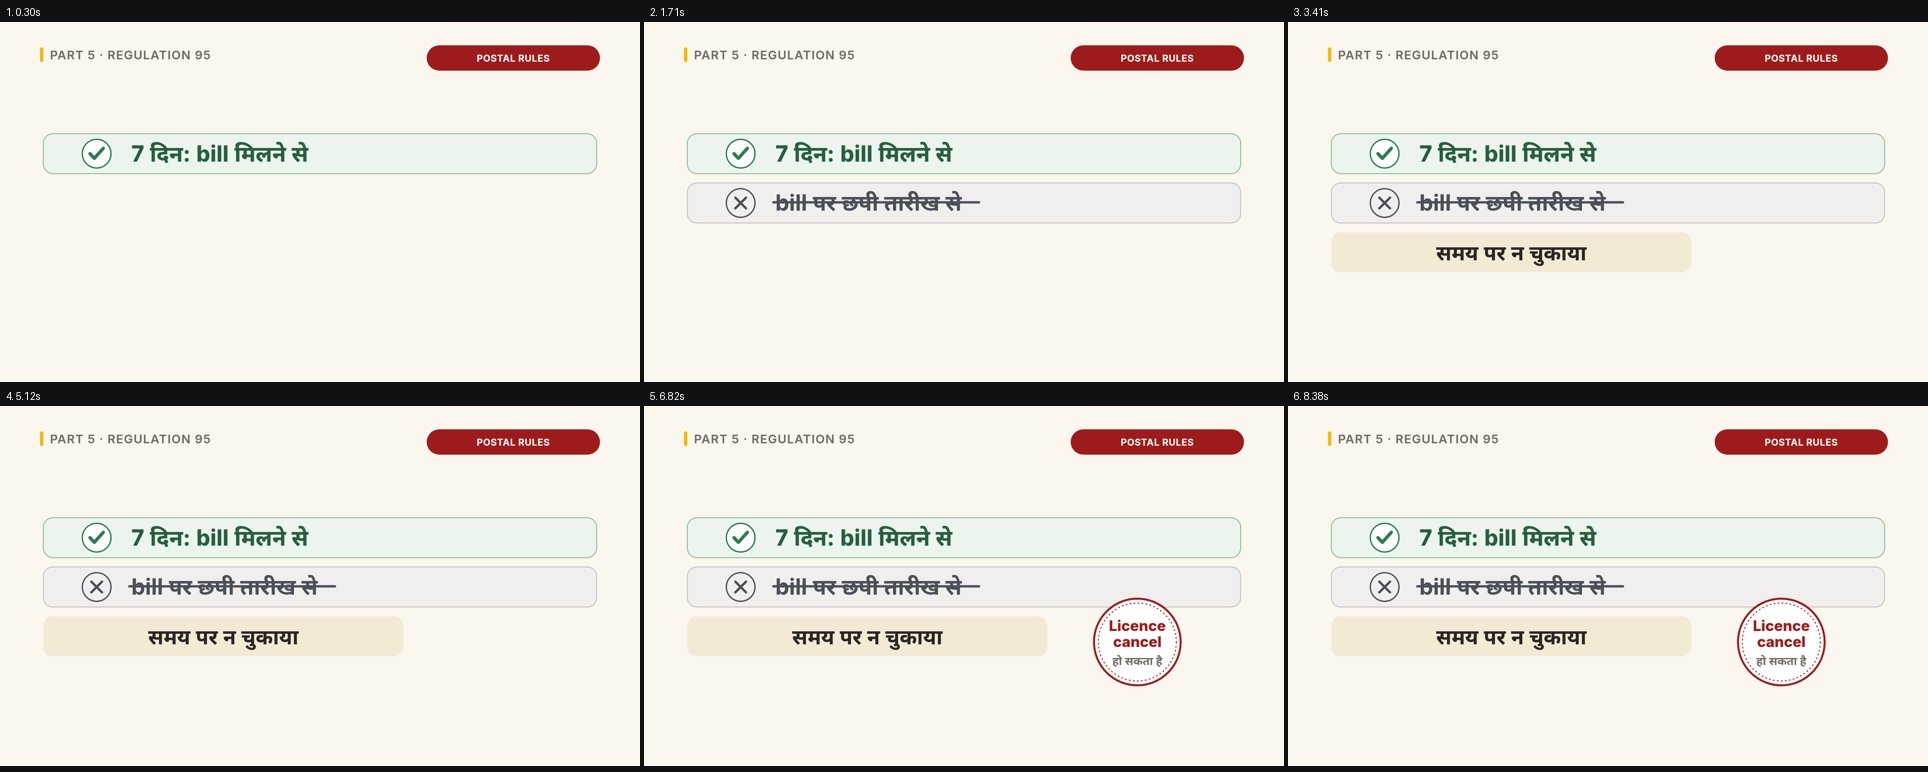 1. 0.30s
PART 5 · REGULATION 95
POSTAL RULES
7 दिन: bill मिलने से
2. 1.71s
PART 5 · REGULATION 95
POSTAL RULES
7 दिन: bill मिलने से
bill पर छपी तारीख से
3. 3.41s
PART 5 · REGULATION 95
POSTAL RULES
7 दिन: bill मिलने से
bill पर छपी तारीख से
समय पर न चुकाया
4. 5.12s
PART 5 · REGULATION 95
POSTAL RULES
7 दिन: bill मिलने से
bill पर छपी तारीख से
समय पर न चुकाया
5. 6.82s
PART 5 · REGULATION 95
POSTAL RULES
7 दिन: bill मिलने से
bill पर छपी तारीख से
समय पर न चुकाया
Licence
cancel
हो सकता है
6. 8.38s
PART 5 · REGULATION 95
POSTAL RULES
7 दिन: bill मिलने से
bill पर छपी तारीख से
समय पर न चुकाया
Licence
cancel
हो सकता है